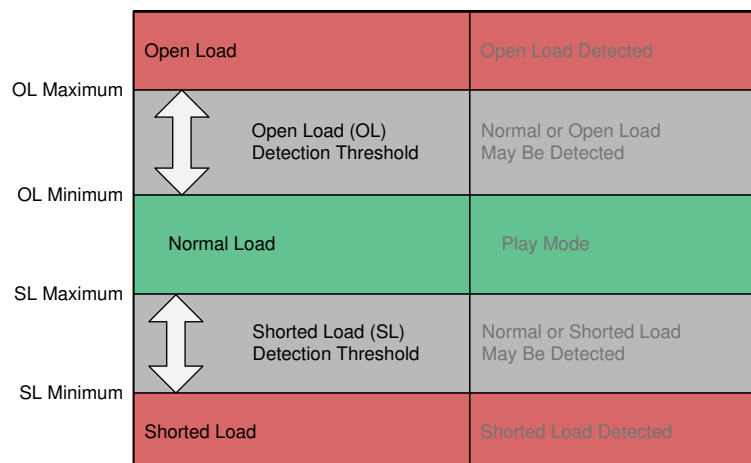 Open Load
Open Load Detected
OL Maximum
Open Load (OL)
Detection Threshold
Normal or Open Load
May Be Detected
OL Minimum
Normal Load
Play Mode
SL Maximum
Shorted Load (SL)
Detection Threshold
Normal or Shorted Load
May Be Detected
SL Minimum
Shorted Load
Shorted Load Detected